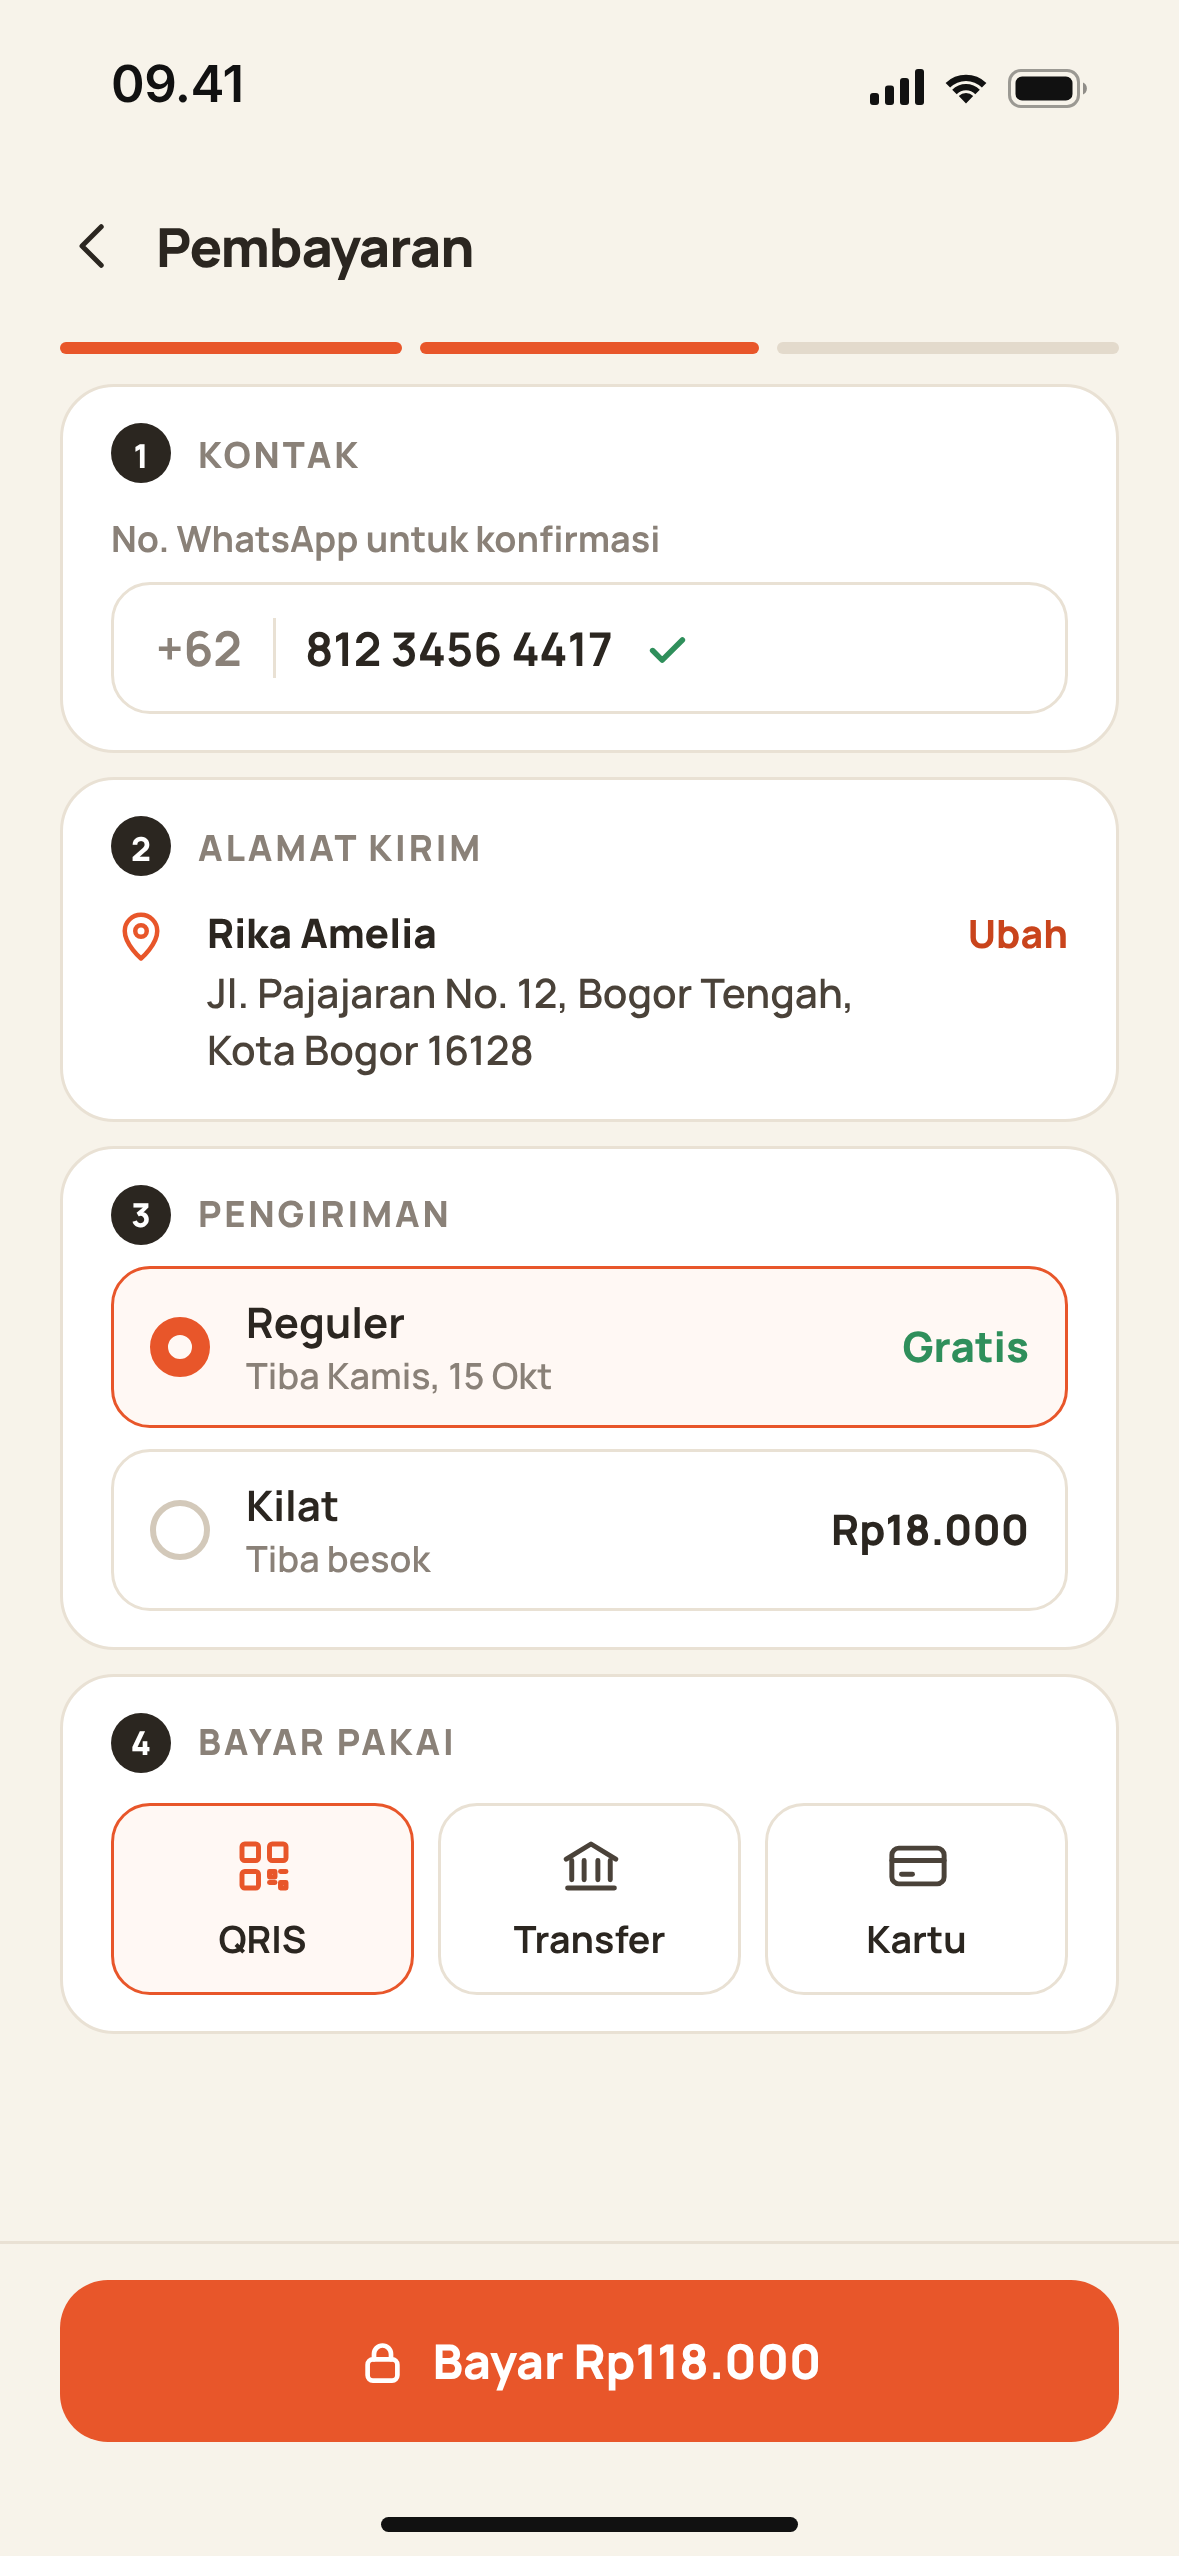 09.41
Pembayaran
1 KONTAK
No. WhatsApp untuk konfirmasi
+62 812 3456 4417
2 ALAMAT KIRIM
Rika Amelia Ubah
Jl. Pajajaran No. 12, Bogor Tengah,
Kota Bogor 16128
3 PENGIRIMAN
Reguler
Tiba Kamis, 15 Okt
Gratis
Kilat
Tiba besok
Rp18.000
4 BAYAR PAKAI
QRIS Transfer Kartu
Bayar Rp118.000